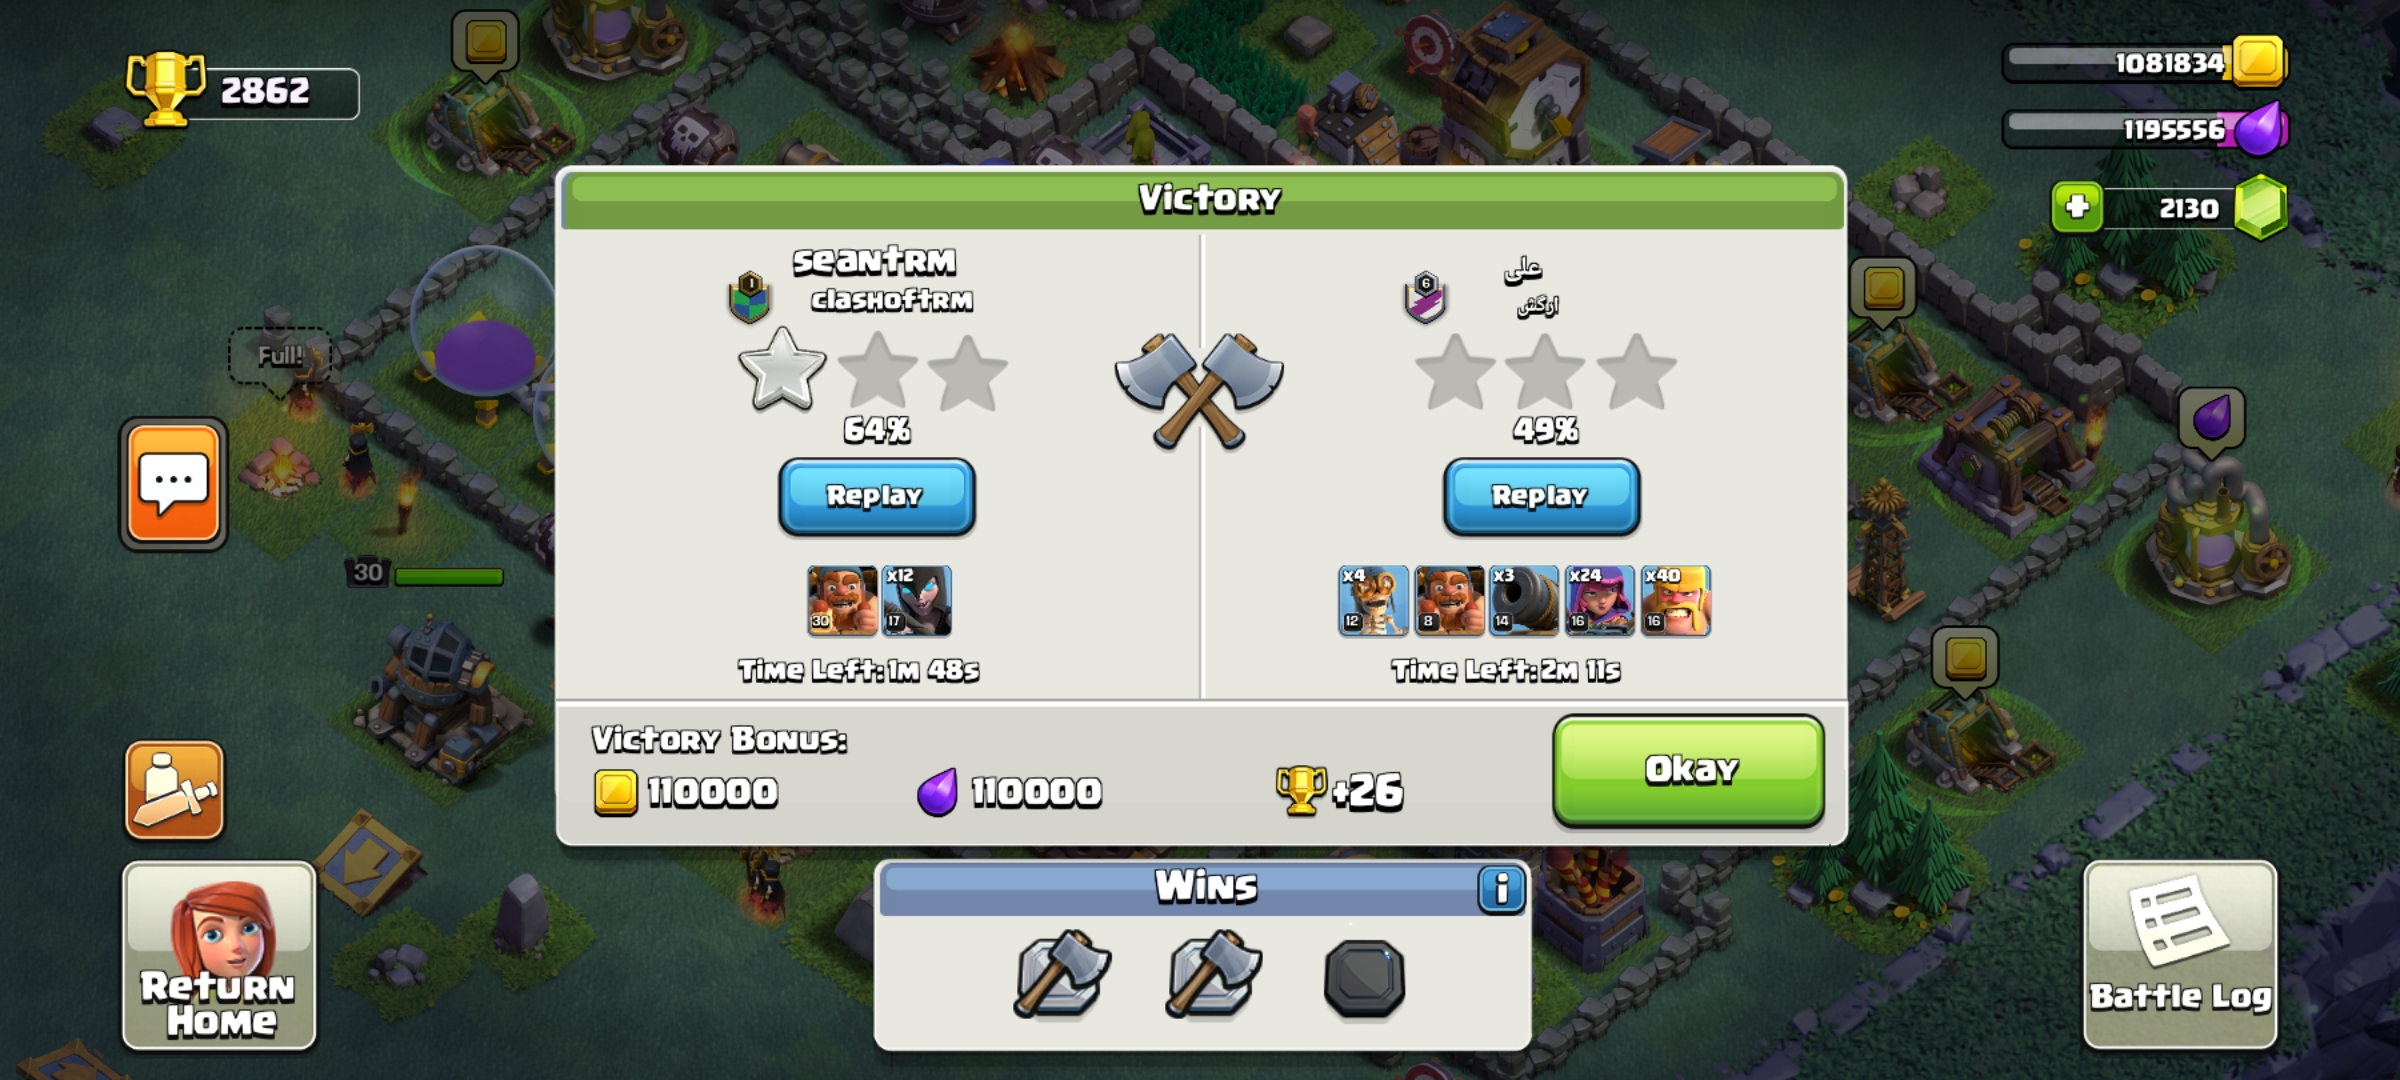 2862
1081834
1195556
2130
Victory
seantrm
clashoftrm
1
علی
ارگش
6
Full!
64%
49%
Replay
Replay
30
x12
17
x4
12
8
x3
14
x24
16
x40
16
30
Time Left: 1m 48s
Time Left: 2m 11s
Victory Bonus:
110000
110000
+26
Okay
Wins
i
Return
Home
Battle Log